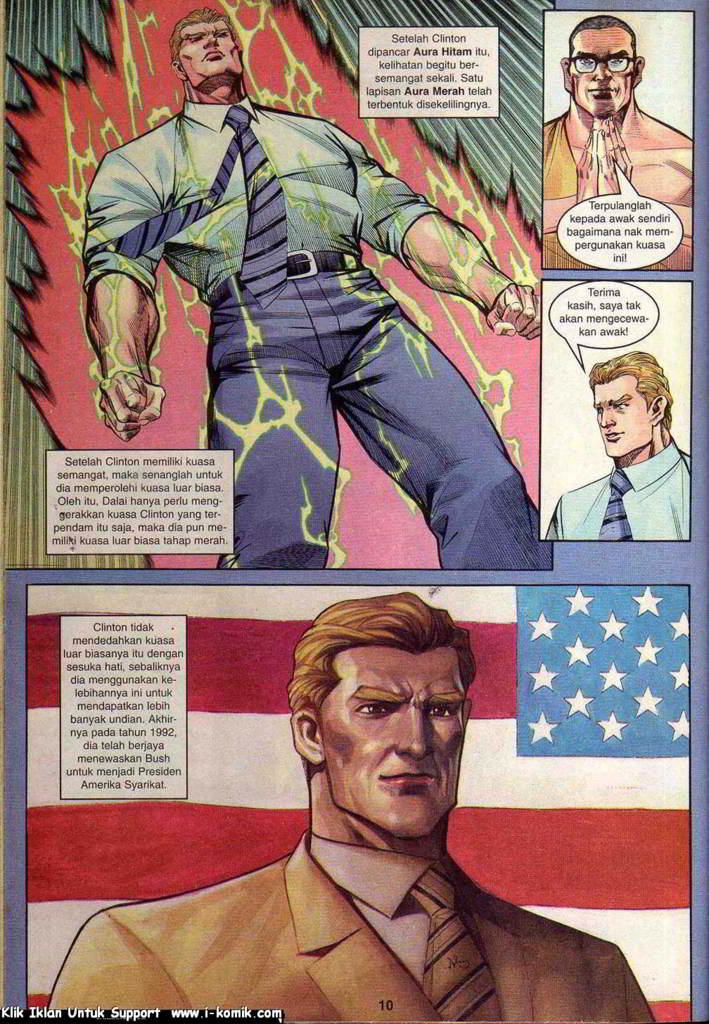 Setelah Clinton
dipancar Aura Hitam itu,
kelihatan begitu ber-
semangat sekali. Satu
lapisan Aura Merah telah
terbentuk disekelilingnya.
Terpulanglah
kepada awak sendiri
bagaimana nak mem-
pergunakan kuasa
ini!
Terima
kasih, saya tak
akan mengecewa-
kan awak!
Setelah Clinton memiliki kuasa
semangat, maka senanglah untuk
dia memperolehi kuasa luar biasa.
Oleh itu, Dalai hanya perlu meng-
gerakkan kuasa Clinton yang ter-
pendam itu saja, maka dia pun me-
miliki kuasa luar biasa tahap merah.
Clinton tidak
mendedahkan kuasa
luar biasanya itu dengan
sesuka hati, sebaliknya
dia menggunakan ke-
lebihannya ini untuk
mendapatkan lebih
banyak undian. Akhir-
nya pada tahun 1992,
dia telah berjaya
menewaskan Bush
untuk menjadi Presiden
Amerika Syarikat.
10
Klik Iklan Untuk Support www.i-komik.com